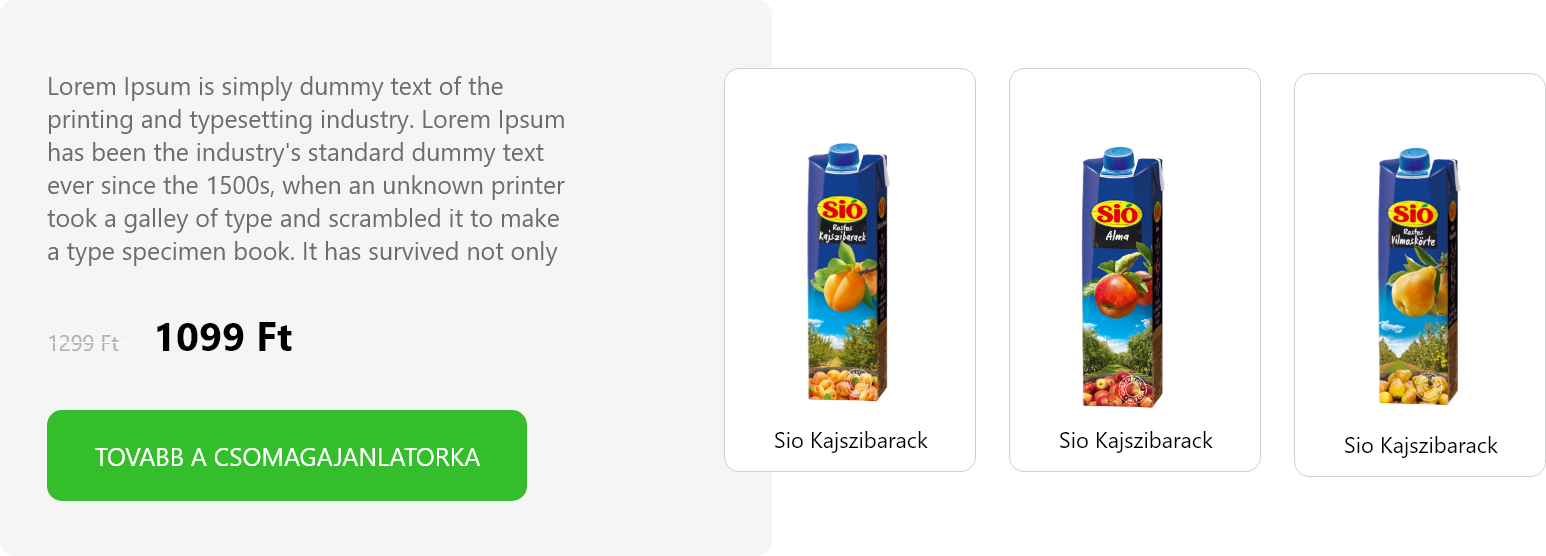 Lorem Ipsum is simply dummy text of the
printing and typesetting industry. Lorem Ipsum
has been the industry's standard dummy text
ever since the 1500s, when an unknown printer
took a galley of type and scrambled it to make
a type specimen book. It has survived not only
1299 Ft 1099 Ft
TOVABB A CSOMAGAJANLATORKA
SIÓ
Rostos
Kajszibarack
Sio Kajszibarack
SIÓ
Alma
Sio Kajszibarack
SIÓ
Rostos
Vilmoskörte
Sio Kajszibarack